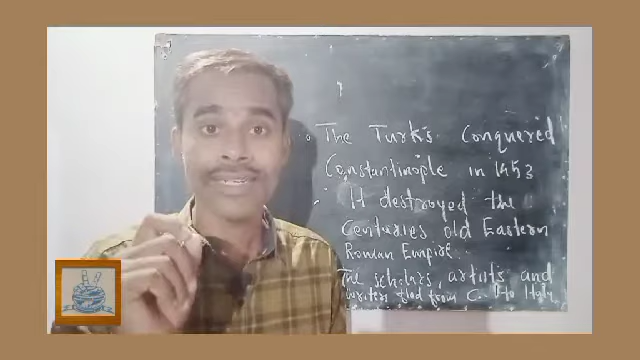 The Turks Conquered
Constantinople in 1453
It destroyed the
Centuries old Eastern
Roman Empire.
The scholars, artists and
writers fled from C. to Italy